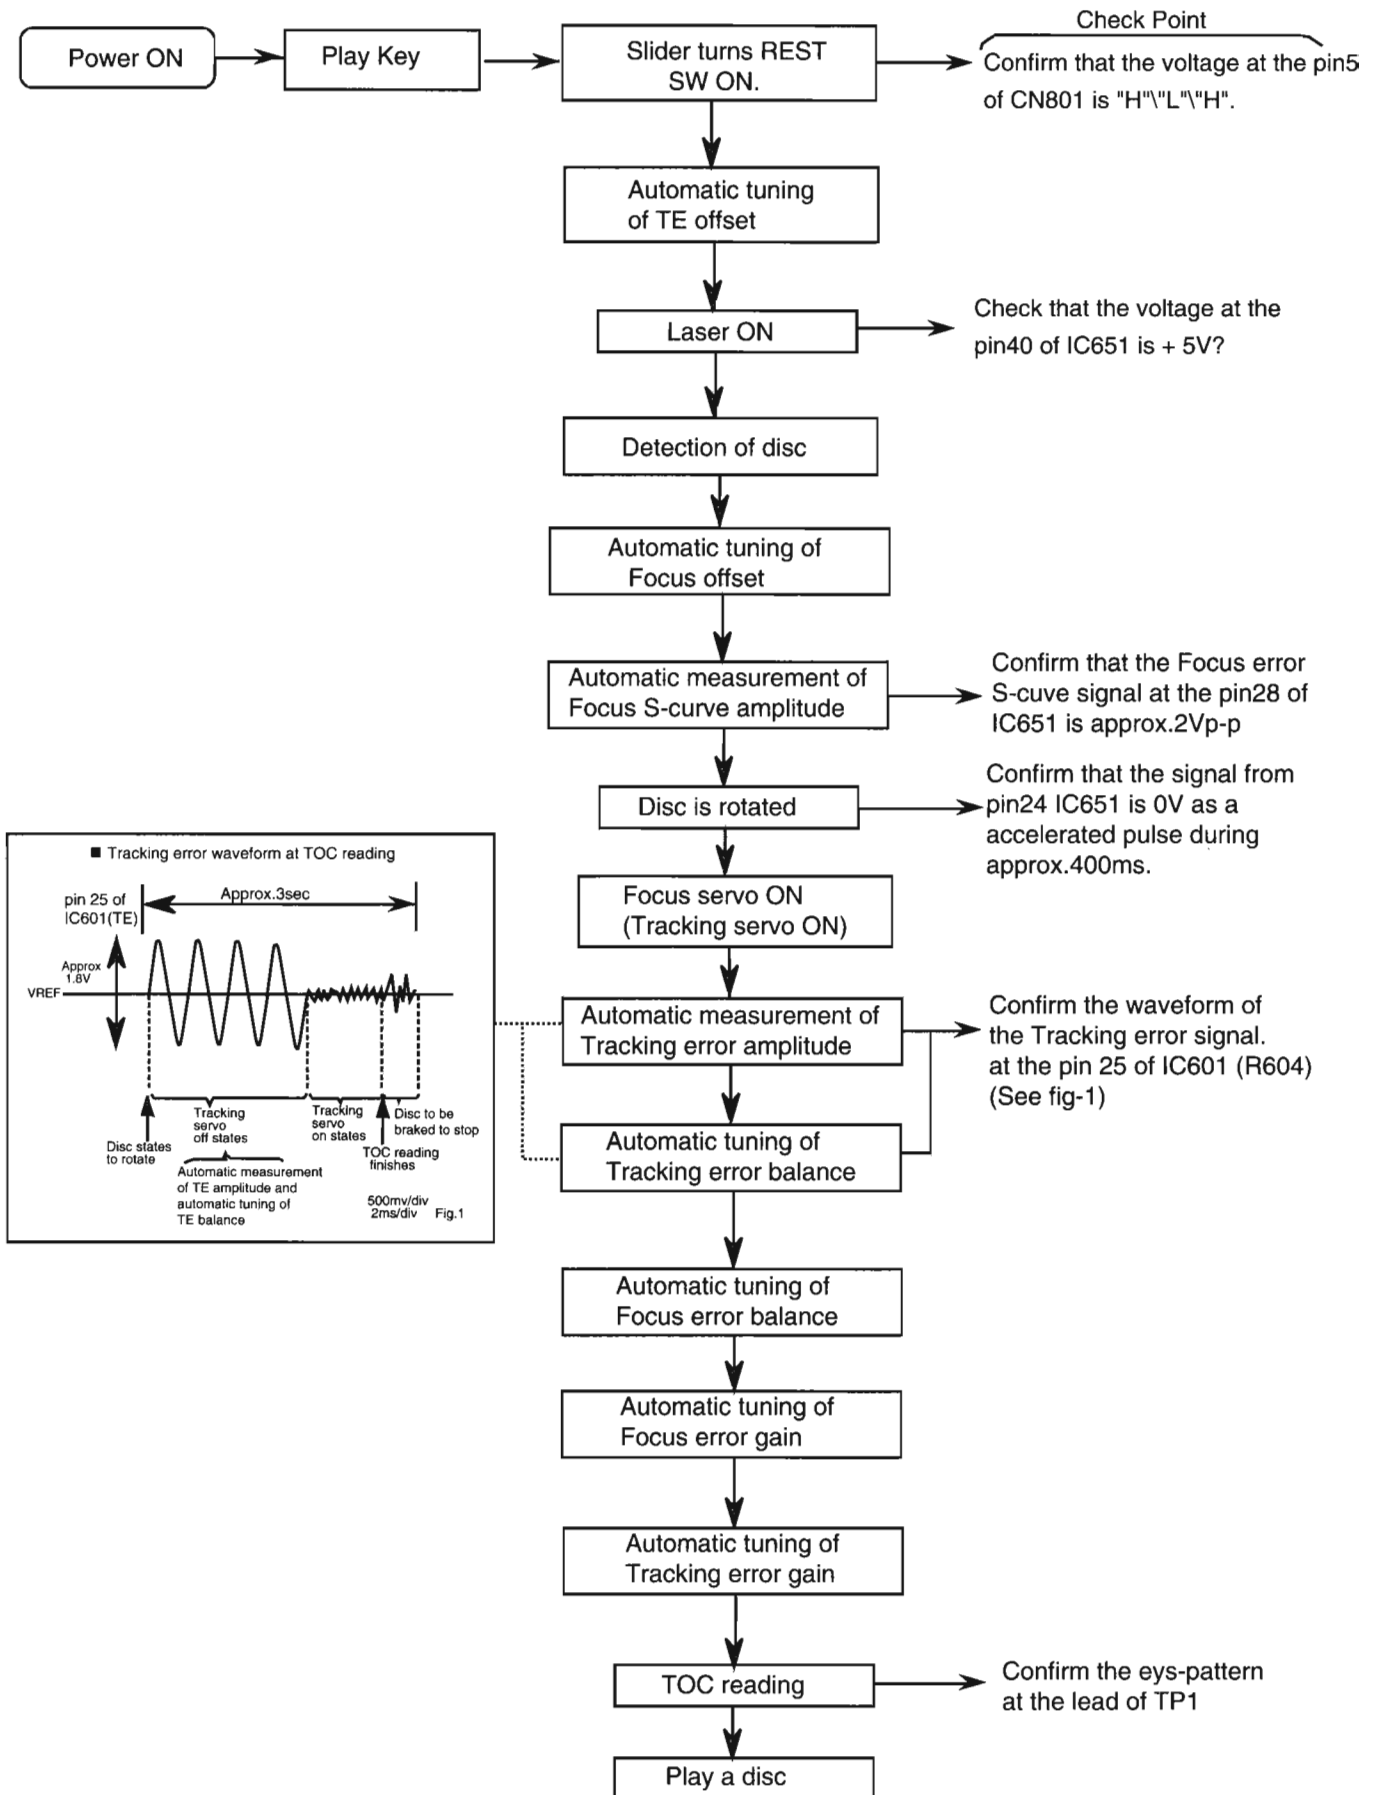 Check Point
Power ON
Play Key
Slider turns REST
SW ON.
Confirm that the voltage at the pin5
of CN801 is "H"\"L"\"H".
Automatic tuning
of TE offset
Laser ON
Check that the voltage at the
pin40 of IC651 is + 5V?
Detection of disc
Automatic tuning of
Focus offset
Automatic measurement of
Focus S-curve amplitude
Confirm that the Focus error
S-cuve signal at the pin28 of
IC651 is approx.2Vp-p
Disc is rotated
Confirm that the signal from
pin24 IC651 is 0V as a
accelerated pulse during
approx.400ms.
Focus servo ON
(Tracking servo ON)
■ Tracking error waveform at TOC reading
pin 25 of
IC601(TE)
Approx.3sec
Approx
1.8V
VREF
Disc states
to rotate
Tracking
servo
off states
Tracking
servo
on states
Disc to be
braked to stop
TOC reading
finishes
Automatic measurement
of TE amplitude and
automatic tuning of
TE balance
500mv/div
2ms/div
Fig.1
Automatic measurement of
Tracking error amplitude
Confirm the waveform of
the Tracking error signal.
at the pin 25 of IC601 (R604)
(See fig-1)
Automatic tuning of
Tracking error balance
Automatic tuning of
Focus error balance
Automatic tuning of
Focus error gain
Automatic tuning of
Tracking error gain
TOC reading
Confirm the eys-pattern
at the lead of TP1
Play a disc